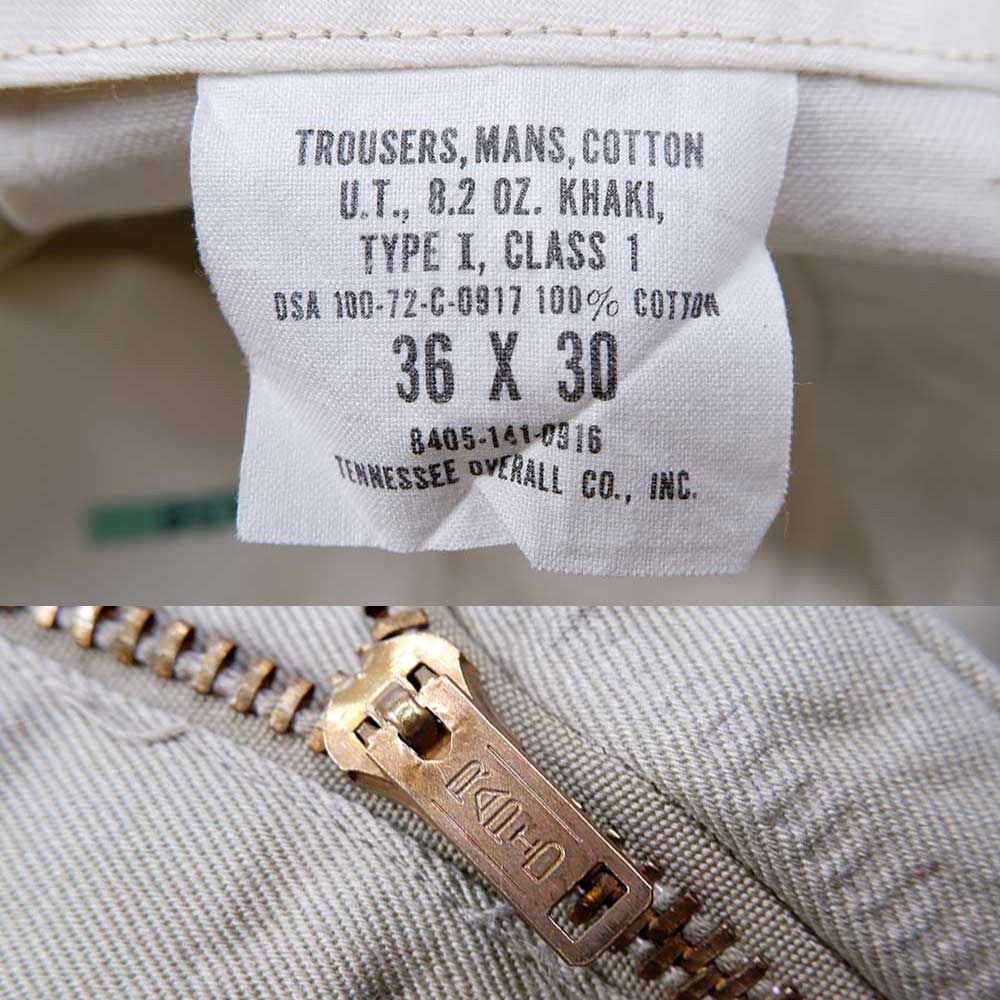 TROUSERS, MANS, COTTON
U.T., 8.2 OZ. KHAKI,
TYPE I, CLASS 1
DSA 100-72-C-0917 100% COTTON
36 X 30
8405-141-0916
TENNESSEE OVERALL CO., INC.